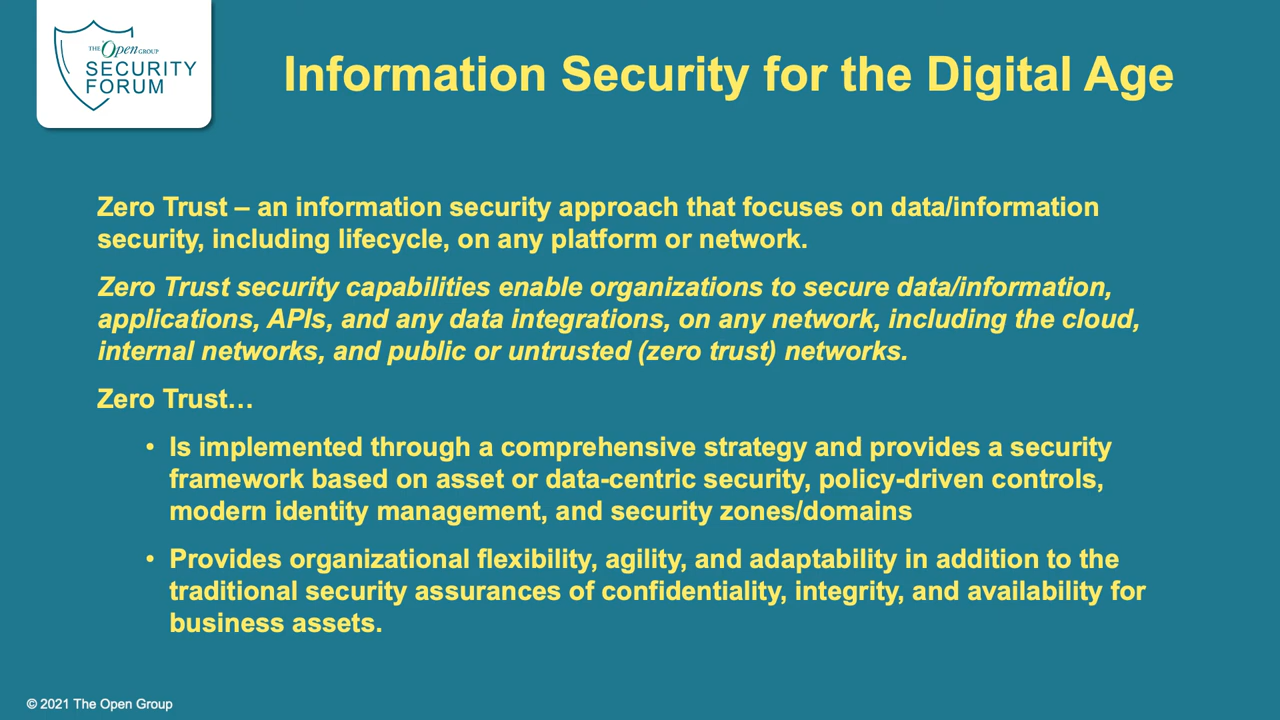 THE Open GROUP
SECURITY
FORUM
Information Security for the Digital Age
Zero Trust – an information security approach that focuses on data/information
security, including lifecycle, on any platform or network.
Zero Trust security capabilities enable organizations to secure data/information,
applications, APIs, and any data integrations, on any network, including the cloud,
internal networks, and public or untrusted (zero trust) networks.
Zero Trust…
• Is implemented through a comprehensive strategy and provides a security
framework based on asset or data-centric security, policy-driven controls,
modern identity management, and security zones/domains
• Provides organizational flexibility, agility, and adaptability in addition to the
traditional security assurances of confidentiality, integrity, and availability for
business assets.
© 2021 The Open Group